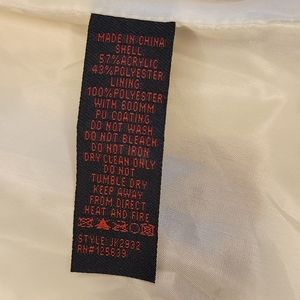 MADE IN CHINA
SHELL:
57%ACRYLIC
43%POLYESTER
LINING:
100%POLYESTER
WITH 800MM
PU COATING.
DO NOT WASH
DO NOT BLEACH
DO NOT IRON
DRY CLEAN ONLY
DO NOT
TUMBLE DRY
KEEP AWAY
FROM DIRECT
HEAT AND FIRE
STYLE:JK2932
RN#125639